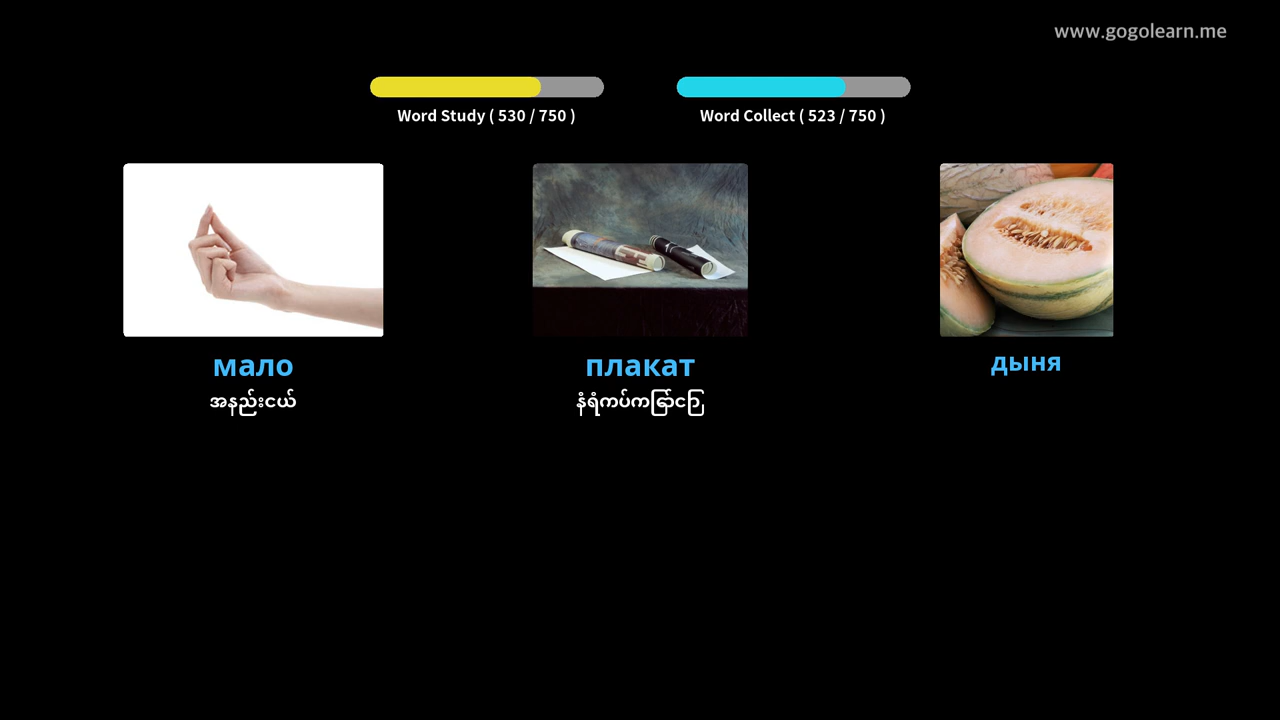 www.gogolearn.me
Word Study ( 530 / 750 )
Word Collect ( 523 / 750 )
мало
плакат
дыня
အနည်းငယ်
နံရံကပ်ကြော်ငြာ